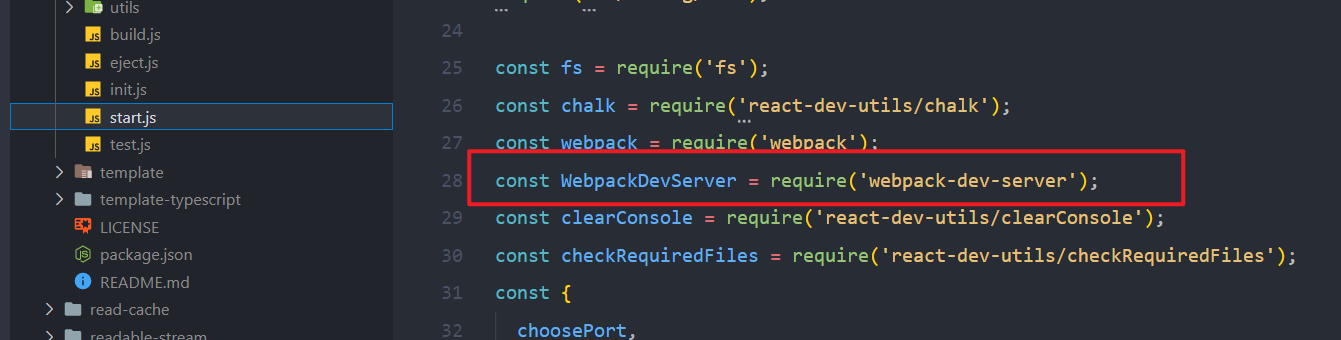 utils
build.js
eject.js
init.js
start.js
test.js
template
template-typescript
LICENSE
package.json
README.md
read-cache
readable-stream
24
25 const fs = require('fs');
26 const chalk = require('react-dev-utils/chalk');
27 const webpack = require('webpack');
28 const WebpackDevServer = require('webpack-dev-server');
29 const clearConsole = require('react-dev-utils/clearConsole');
30 const checkRequiredFiles = require('react-dev-utils/checkRequiredFiles');
31 const {
32 choosePort,